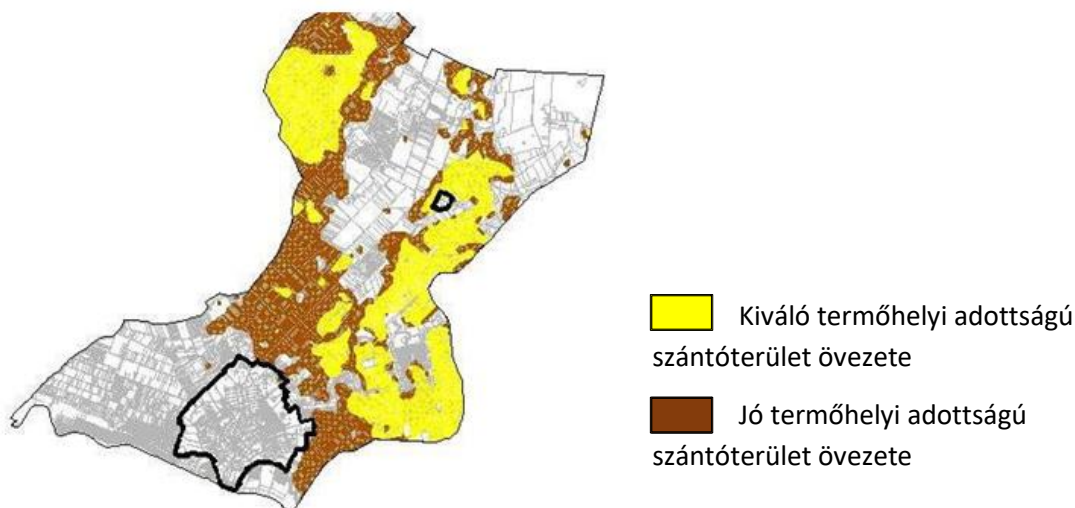 Kiváló termőhelyi adottságú
szántóterület övezete
Jó termőhelyi adottságú
szántóterület övezete